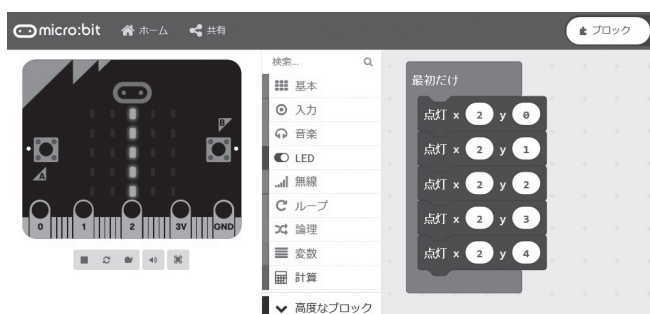 micro:bit ホーム 共有 ブロック
検索...
基本
入力
音楽
LED
無線
ループ
論理
変数
計算
高度なブロック
B
A
0 1 2 3V GND
最初だけ
点灯 x 2 y 0
点灯 x 2 y 1
点灯 x 2 y 2
点灯 x 2 y 3
点灯 x 2 y 4